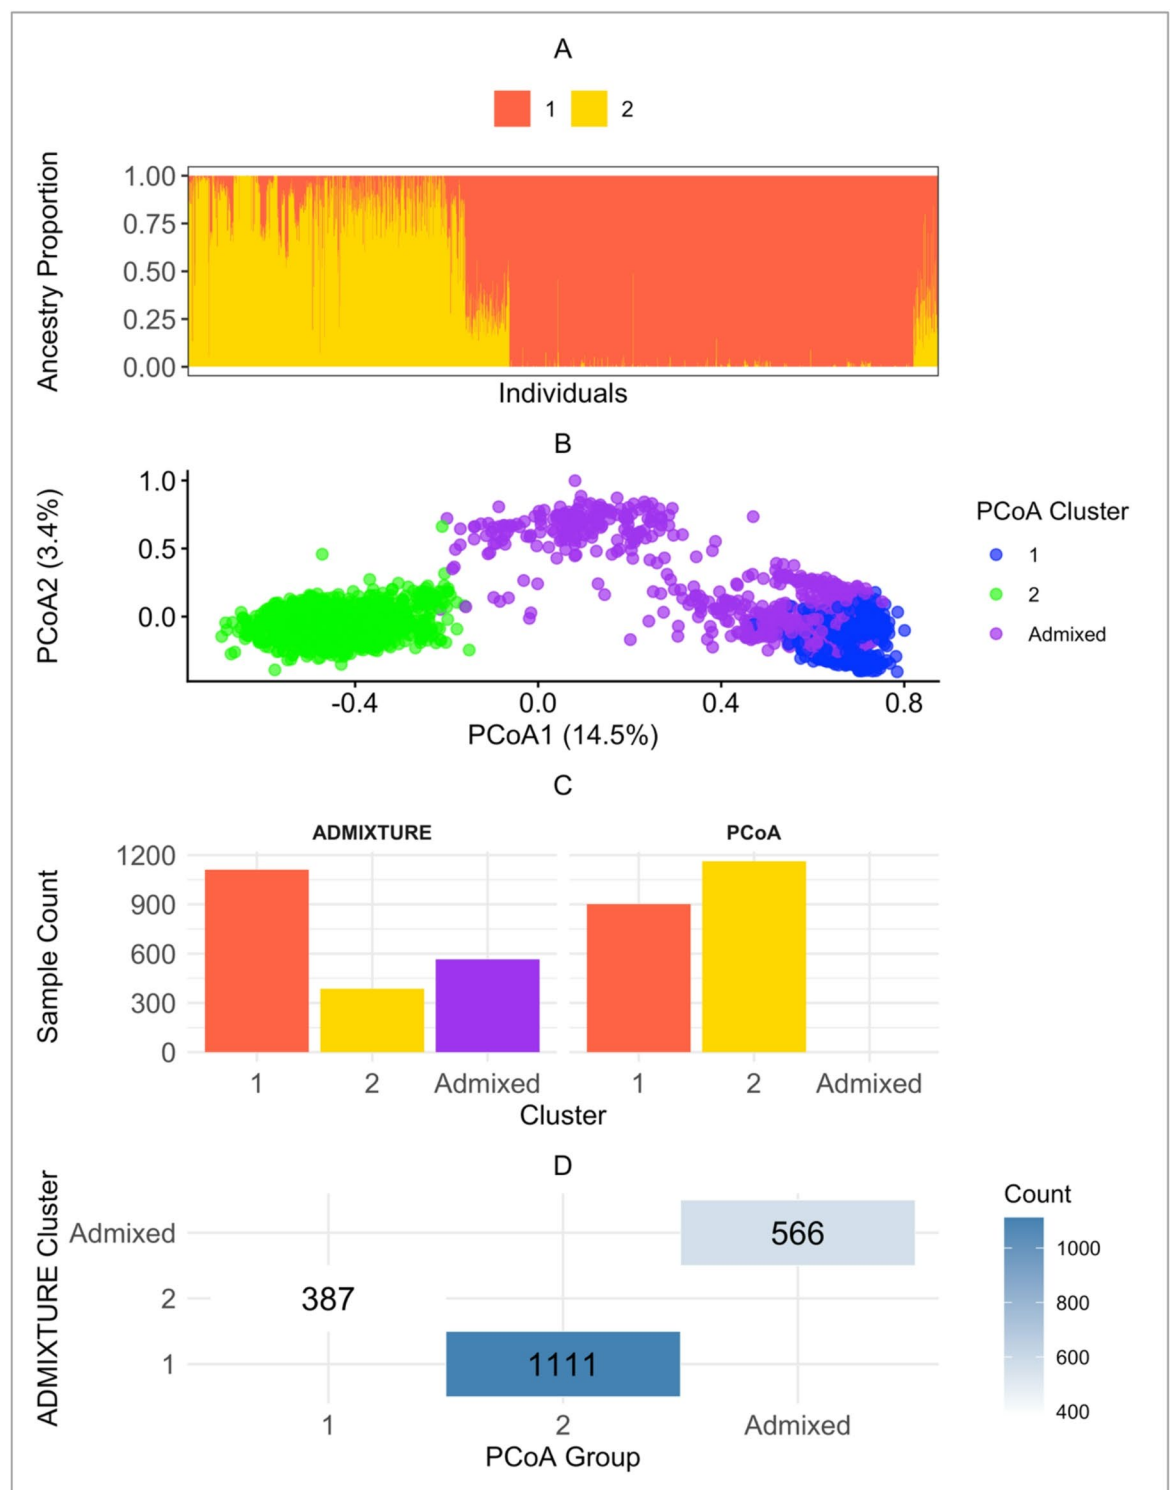 A
1 2
Ancestry Proportion
1.00
0.75
0.50
0.25
0.00
Individuals
B
PCoA2 (3.4%)
1.0
0.5
0.0
-0.4 0.0 0.4 0.8
PCoA1 (14.5%)
PCoA Cluster
1
2
Admixed
C
ADMIXTURE PCoA
Sample Count
1200
900
600
300
0
1 2 Admixed 1 2 Admixed
Cluster
D
ADMIXTURE Cluster
Admixed 566
2 387
1 1111
1 2 Admixed
PCoA Group
Count
1000
800
600
400